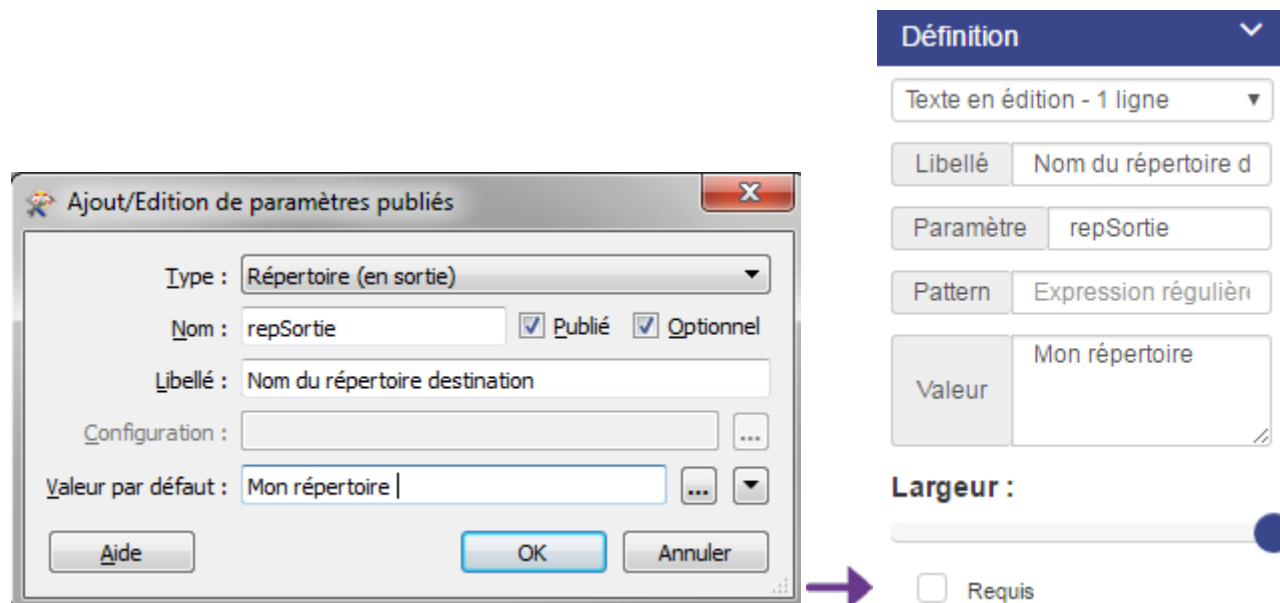 Ajout/Edition de paramètres publiés
Type : Répertoire (en sortie)
Nom : repSortie Publié Optionnel
Libellé : Nom du répertoire destination
Configuration : ...
Valeur par défaut : Mon répertoire ...
Aide OK Annuler
Définition
Texte en édition - 1 ligne
Libellé Nom du répertoire d
Paramètre repSortie
Pattern Expression régulière
Mon répertoire
Valeur
Largeur :
Requis